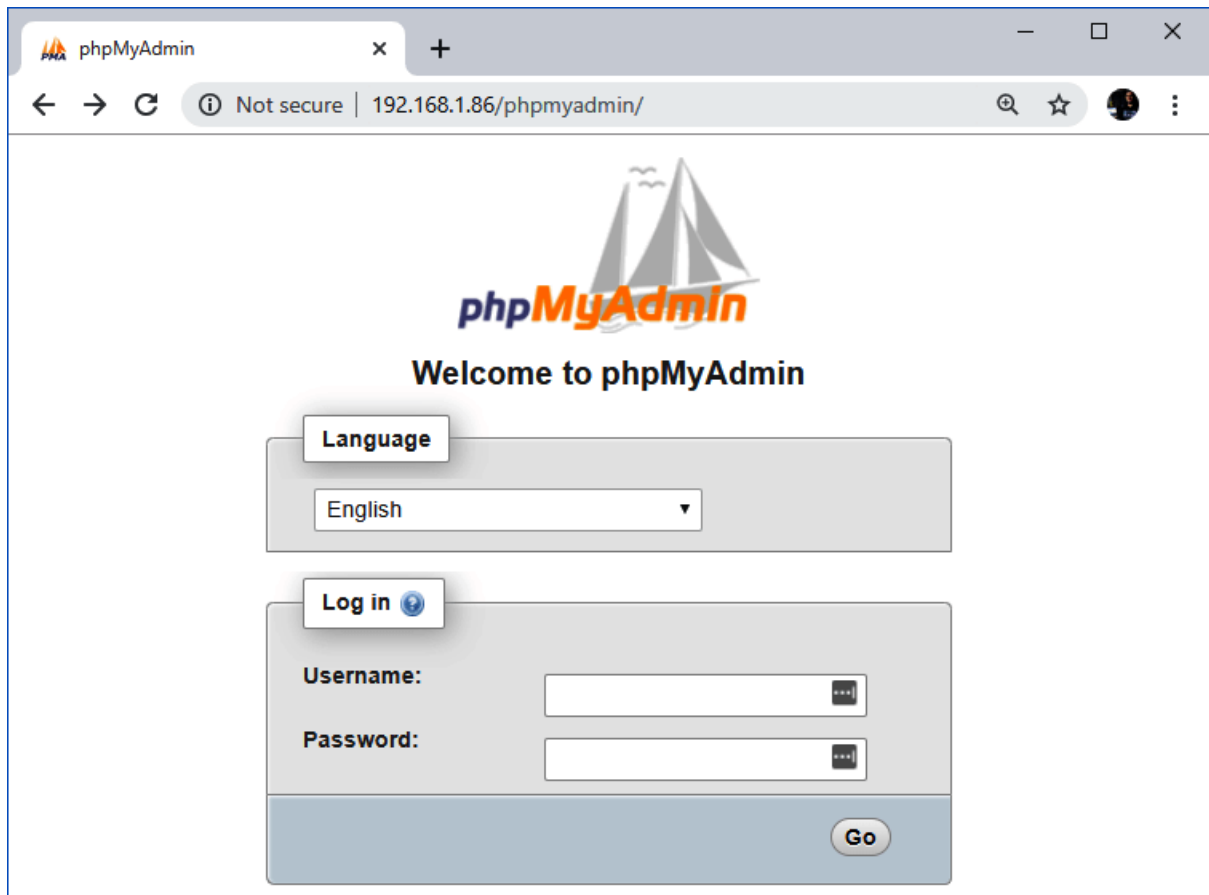 phpMyAdmin
Not secure | 192.168.1.86/phpmyadmin/
phpMyAdmin
Welcome to phpMyAdmin
Language
English
Log in
Username:
Password:
Go